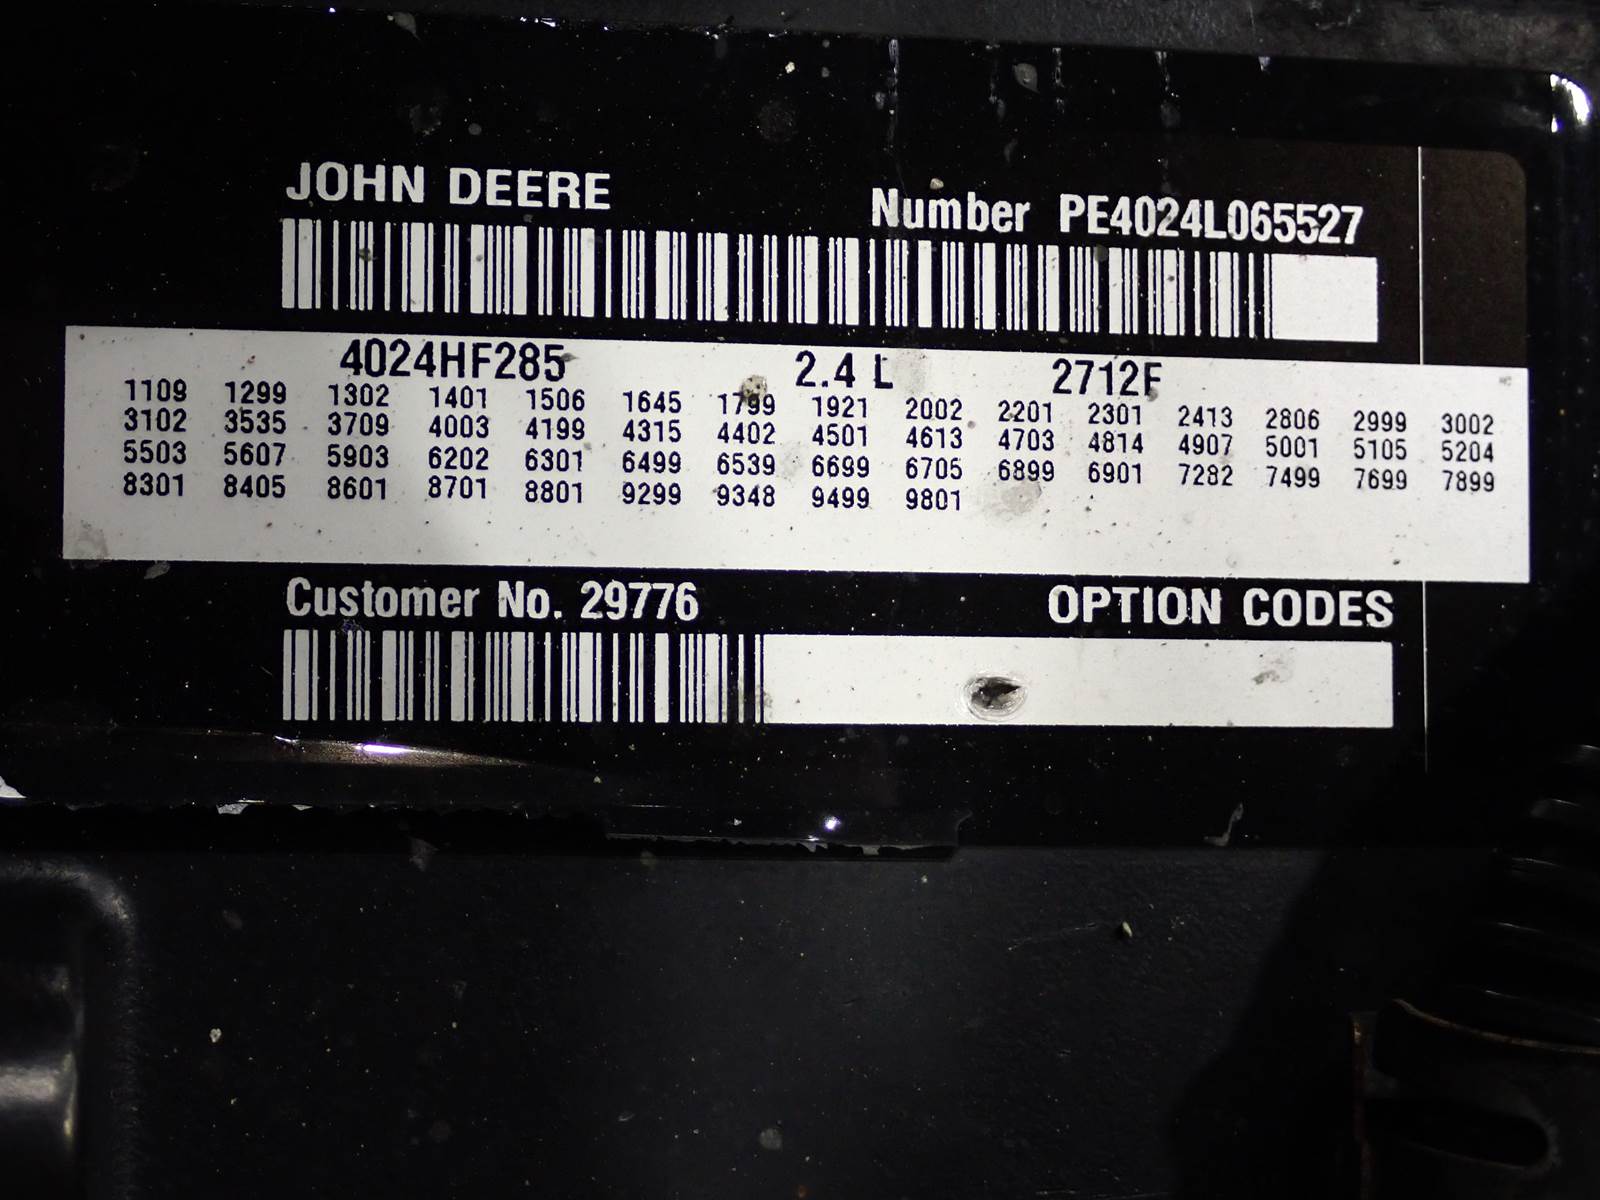 JOHN DEERE
Number PE4024L065527
4024HF285 2.4 L 2712F
1109 1299 1302 1401 1506 1645 1799 1921 2002 2201 2301 2413 2806 2999 3002
3102 3535 3709 4003 4199 4315 4402 4501 4613 4703 4814 4907 5001 5105 5204
5503 5607 5903 6202 6301 6499 6539 6699 6705 6899 6901 7282 7499 7699 7899
8301 8405 8601 8701 8801 9299 9348 9499 9801
Customer No. 29776 OPTION CODES